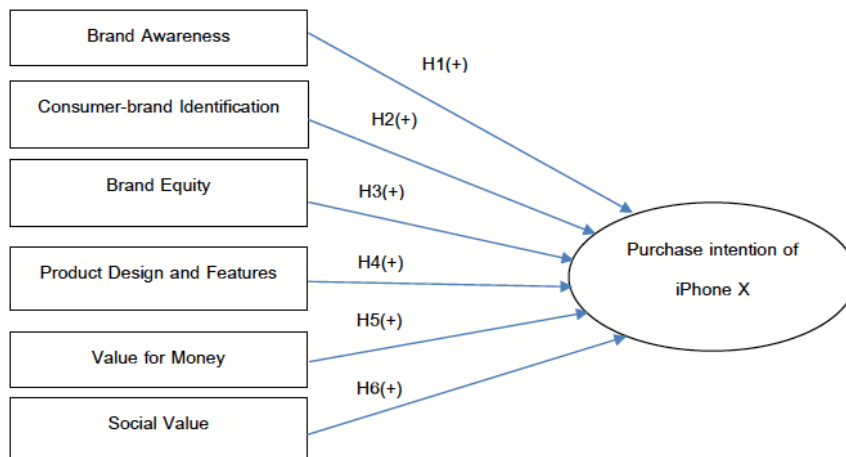 Brand Awareness
H1(+)
Consumer-brand Identification
H2(+)
Brand Equity
H3(+)
Product Design and Features
H4(+)
Value for Money
H5(+)
Social Value
H6(+)
Purchase intention of
iPhone X